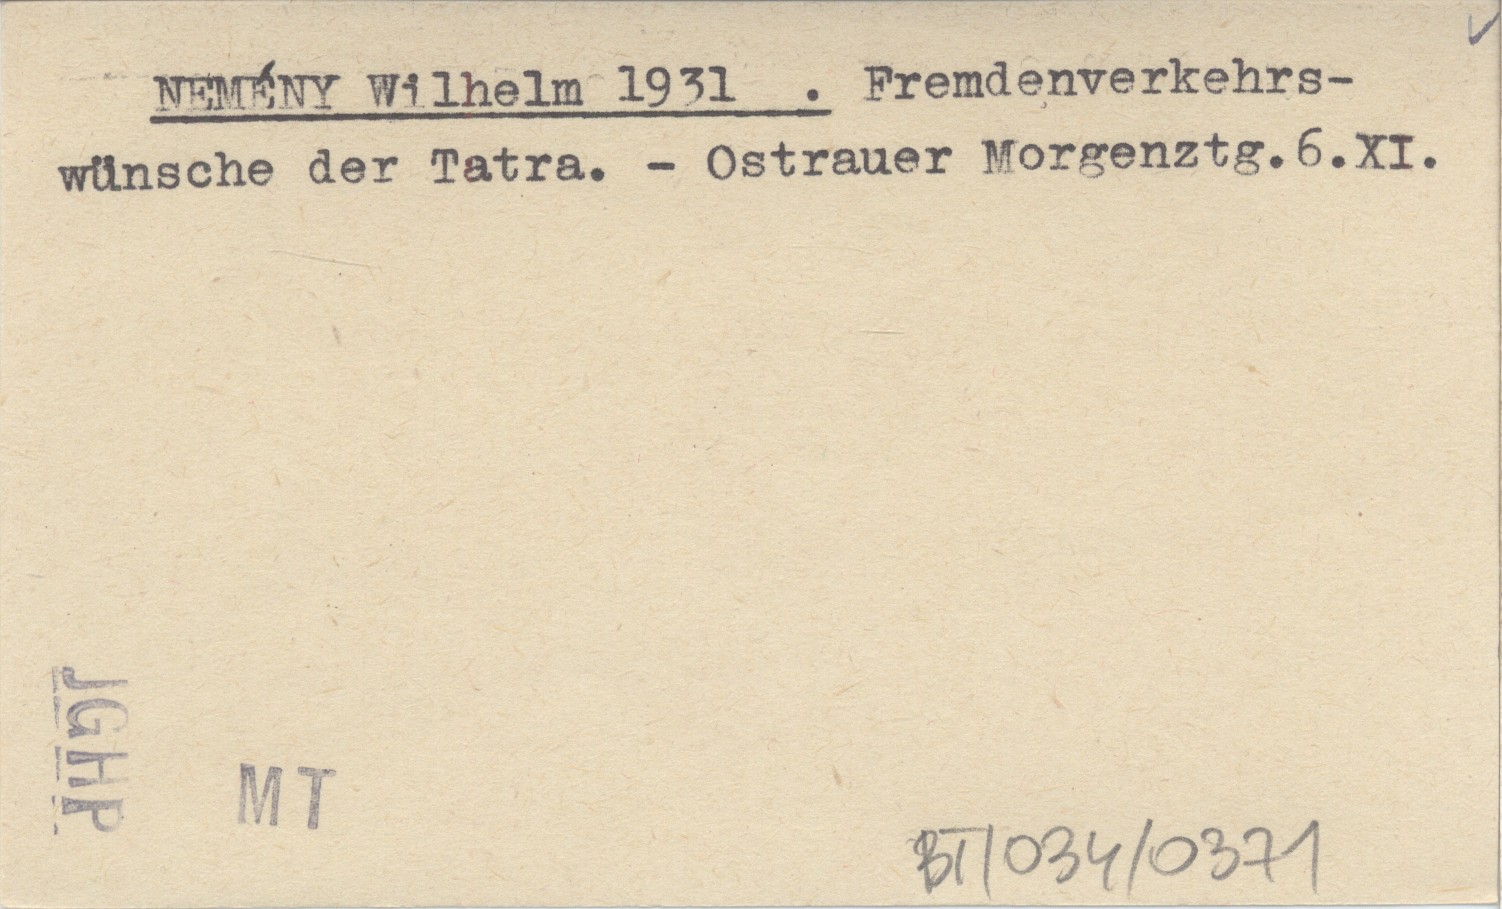 NEMÉNY Wilhelm 1931 . Fremdenverkehrs-
wünsche der Tatra. - Ostrauer Morgenztg.6.XI.
JGHP
MT
BT/034/0371